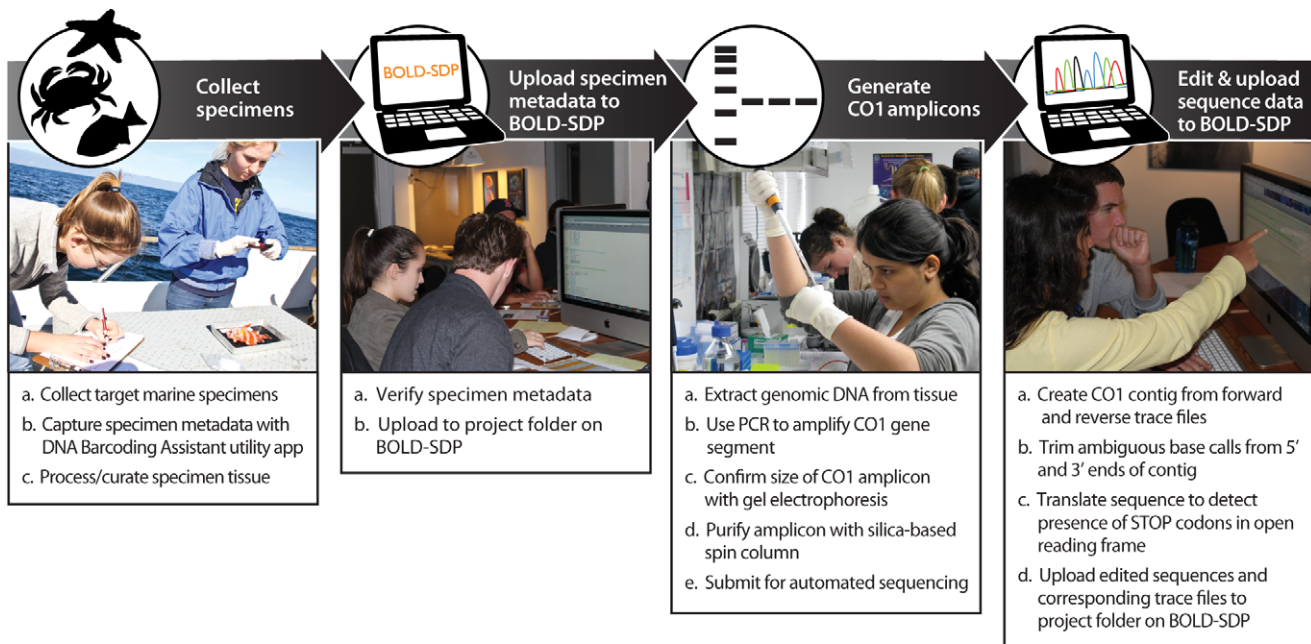 Collect
specimens
BOLD-SDP
Upload specimen
metadata to
BOLD-SDP
Generate
CO1 amplicons
Edit & upload
sequence data
to BOLD-SDP
a. Collect target marine specimens
b. Capture specimen metadata with
DNA Barcoding Assistant utility app
c. Process/curate specimen tissue
a. Verify specimen metadata
b. Upload to project folder on
BOLD-SDP
a. Extract genomic DNA from tissue
b. Use PCR to amplify CO1 gene
segment
c. Confirm size of CO1 amplicon
with gel electrophoresis
d. Purify amplicon with silica-based
spin column
e. Submit for automated sequencing
a. Create CO1 contig from forward
and reverse trace files
b. Trim ambiguous base calls from 5′
and 3′ ends of contig
c. Translate sequence to detect
presence of STOP codons in open
reading frame
d. Upload edited sequences and
corresponding trace files to
project folder on BOLD-SDP